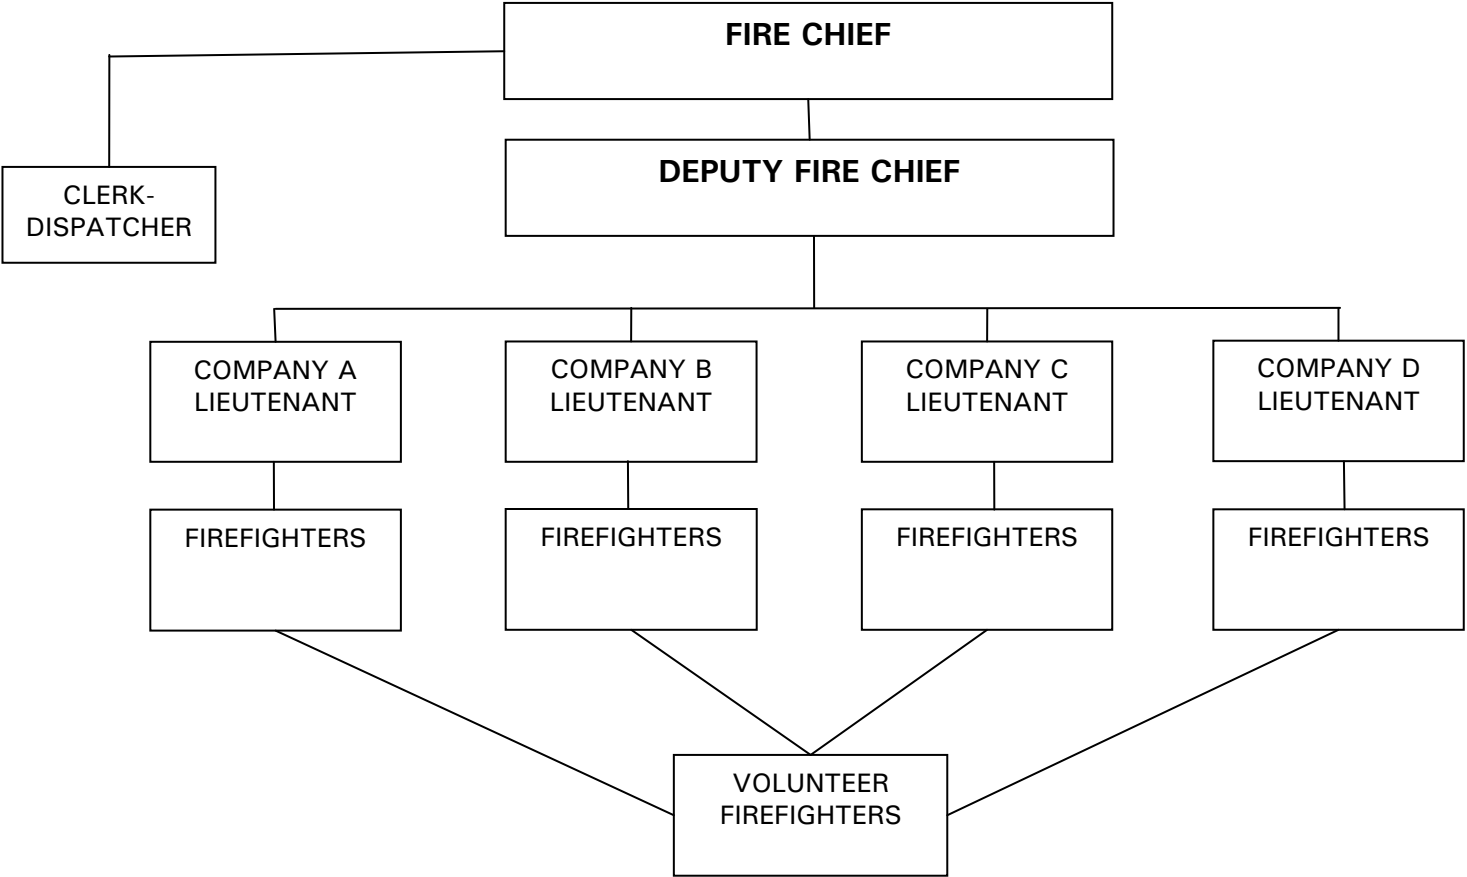 FIRE CHIEF
DEPUTY FIRE CHIEF
CLERK-
DISPATCHER
COMPANY A
LIEUTENANT
COMPANY B
LIEUTENANT
COMPANY C
LIEUTENANT
COMPANY D
LIEUTENANT
FIREFIGHTERS
FIREFIGHTERS
FIREFIGHTERS
FIREFIGHTERS
VOLUNTEER
FIREFIGHTERS